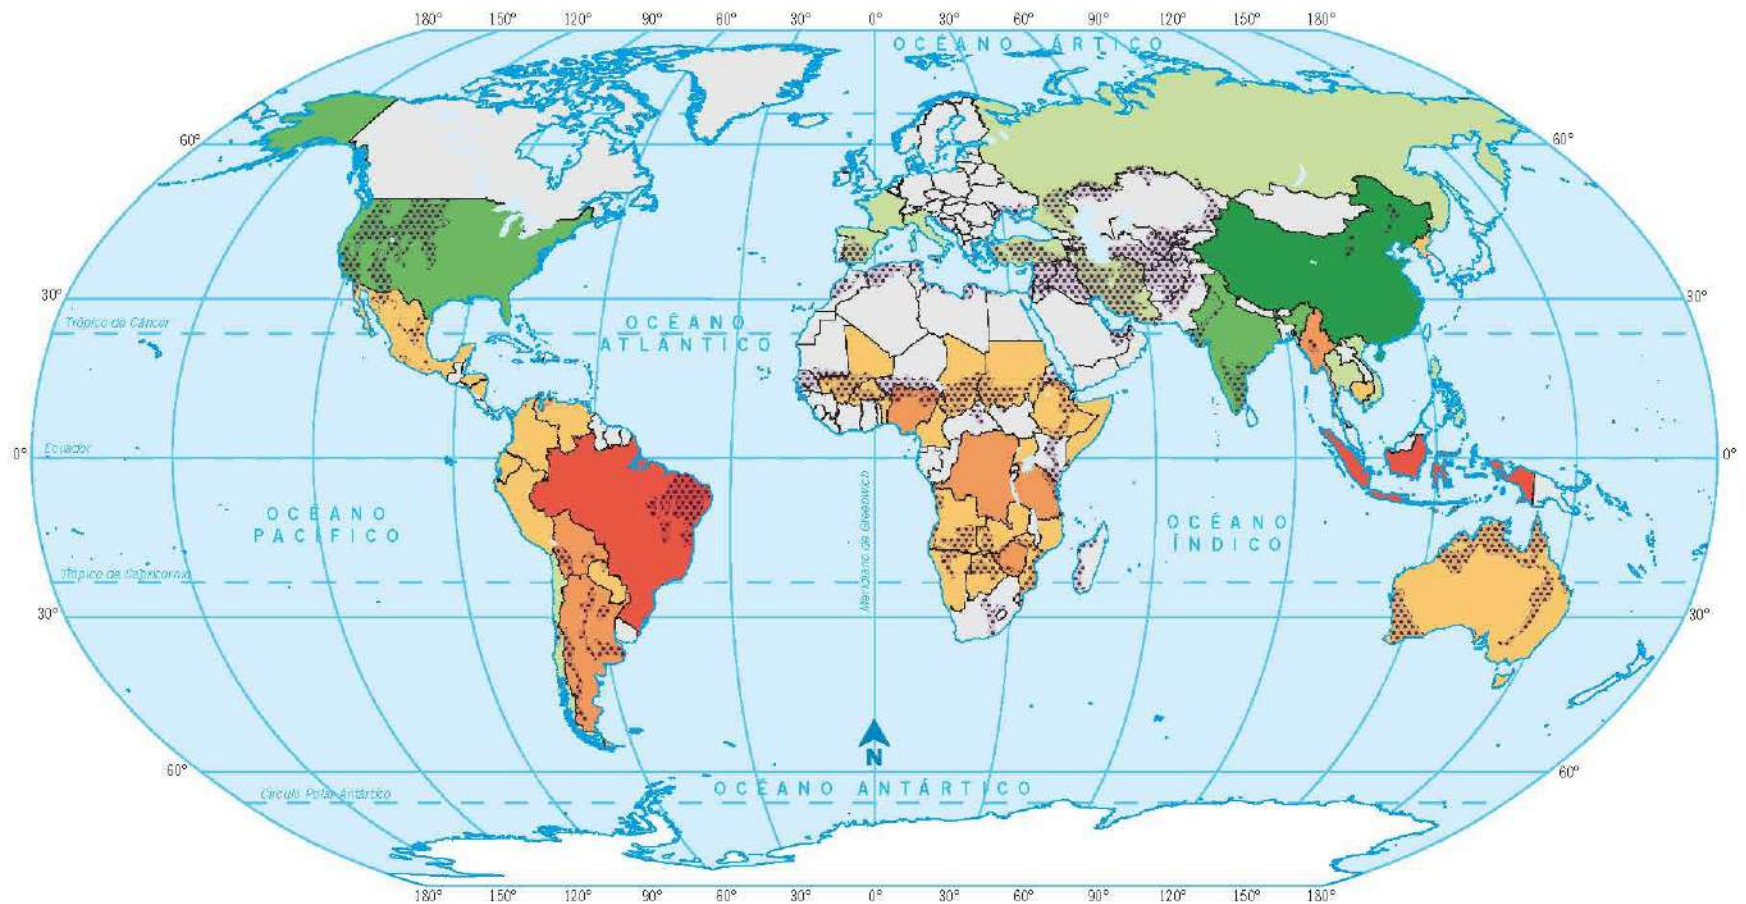 180° 150° 120° 90° 60° 30° 0° 30° 60° 90° 120° 150° 180°
OCÉANO ÁRTICO
60° 60°
30° 30°
Trópico de Cáncer
OCÉANO
ATLÁNTICO
0° Ecuador 0°
Meridiano de Greenwich
OCÉANO
PACÍFICO
OCÉANO
ÍNDICO
Trópico de Capricornio
30° 30°
N
60° 60°
OCÉANO ANTÁRTICO
Círculo Polar Antártico
180° 150° 120° 90° 60° 30° 0° 30° 60° 90° 120° 150° 180°